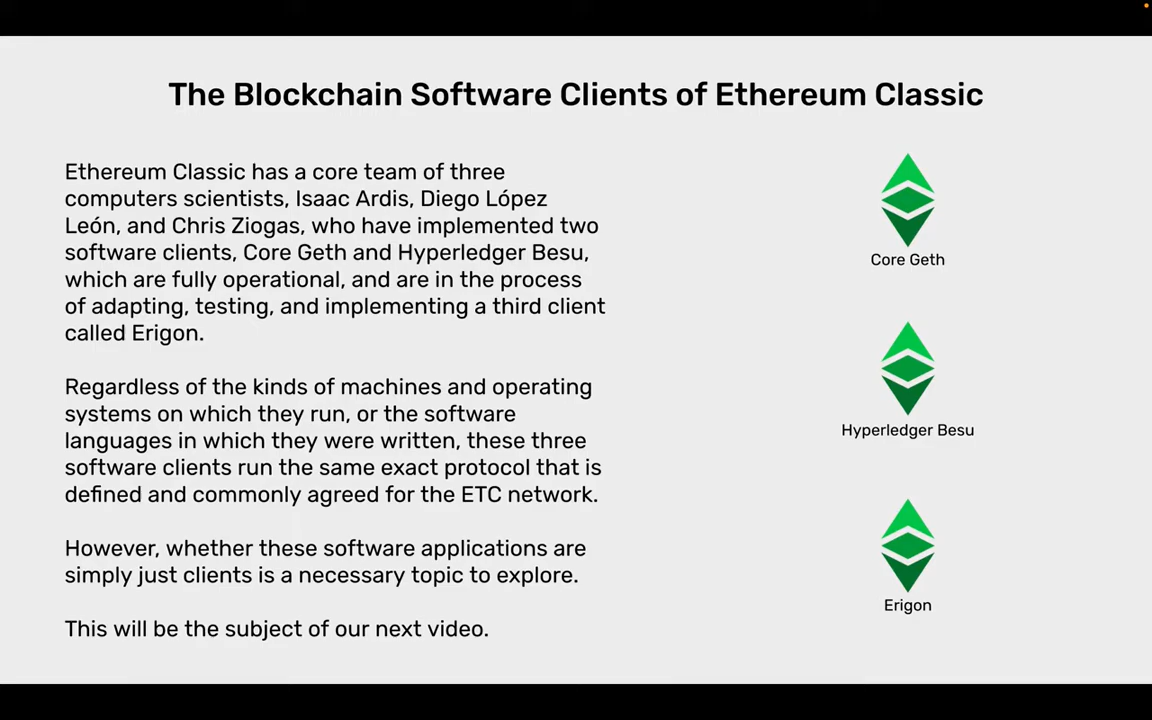 The Blockchain Software Clients of Ethereum Classic
Ethereum Classic has a core team of three
computers scientists, Isaac Ardis, Diego López
León, and Chris Ziogas, who have implemented two
software clients, Core Geth and Hyperledger Besu,
which are fully operational, and are in the process
of adapting, testing, and implementing a third client
called Erigon.
Regardless of the kinds of machines and operating
systems on which they run, or the software
languages in which they were written, these three
software clients run the same exact protocol that is
defined and commonly agreed for the ETC network.
However, whether these software applications are
simply just clients is a necessary topic to explore.
This will be the subject of our next video.
Core Geth
Hyperledger Besu
Erigon